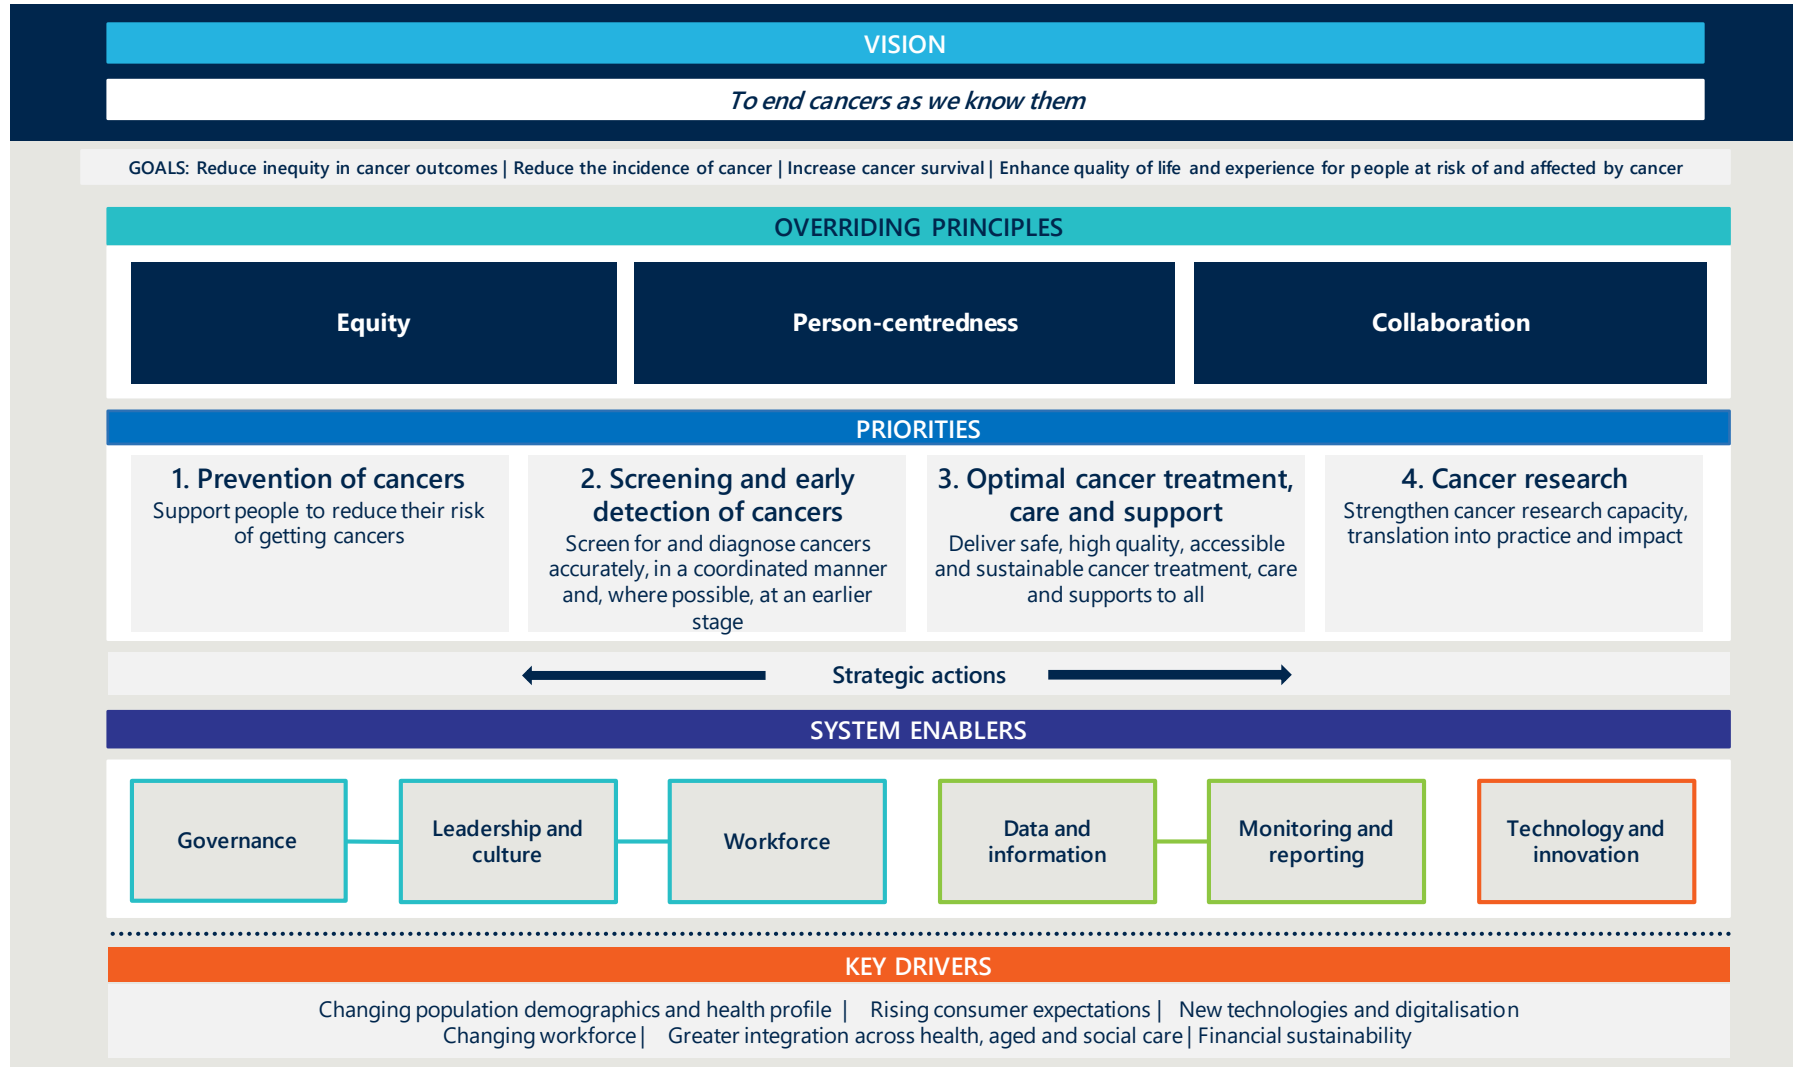 VISION
To end cancers as we know them
GOALS: Reduce inequity in cancer outcomes | Reduce the incidence of cancer | Increase cancer survival | Enhance quality of life and experience for people at risk of and affected by cancer
OVERRIDING PRINCIPLES
Equity
Person-centredness
Collaboration
PRIORITIES
1. Prevention of cancers
Support people to reduce their risk
of getting cancers
2. Screening and early
detection of cancers
Screen for and diagnose cancers
accurately, in a coordinated manner
and, where possible, at an earlier
stage
3. Optimal cancer treatment,
care and support
Deliver safe, high quality, accessible
and sustainable cancer treatment, care
and supports to all
4. Cancer research
Strengthen cancer research capacity,
translation into practice and impact
Strategic actions
SYSTEM ENABLERS
Governance
Leadership and
culture
Workforce
Data and
information
Monitoring and
reporting
Technology and
innovation
KEY DRIVERS
Changing population demographics and health profile | Rising consumer expectations | New technologies and digitalisation
Changing workforce | Greater integration across health, aged and social care | Financial sustainability